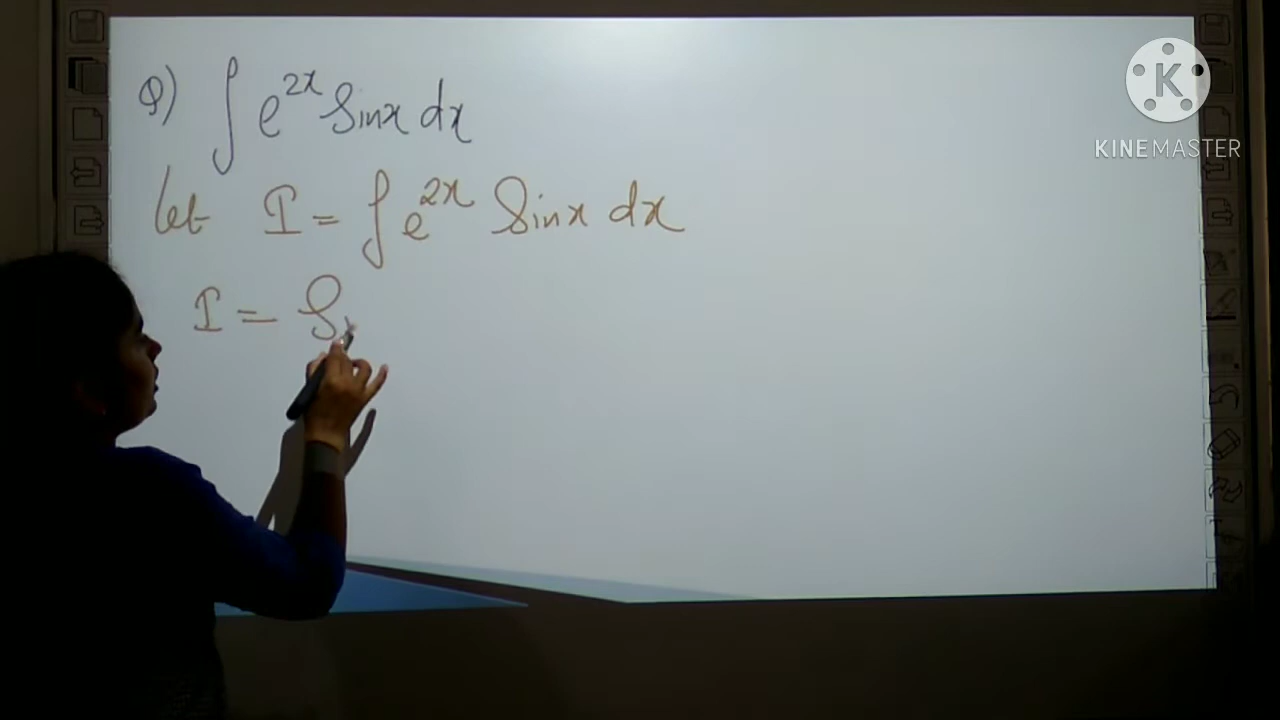 Q) ∫ e^{2x} Sinx dx
Let I = ∫ e^{2x} Sinx dx
I = S
K
KINEMASTER